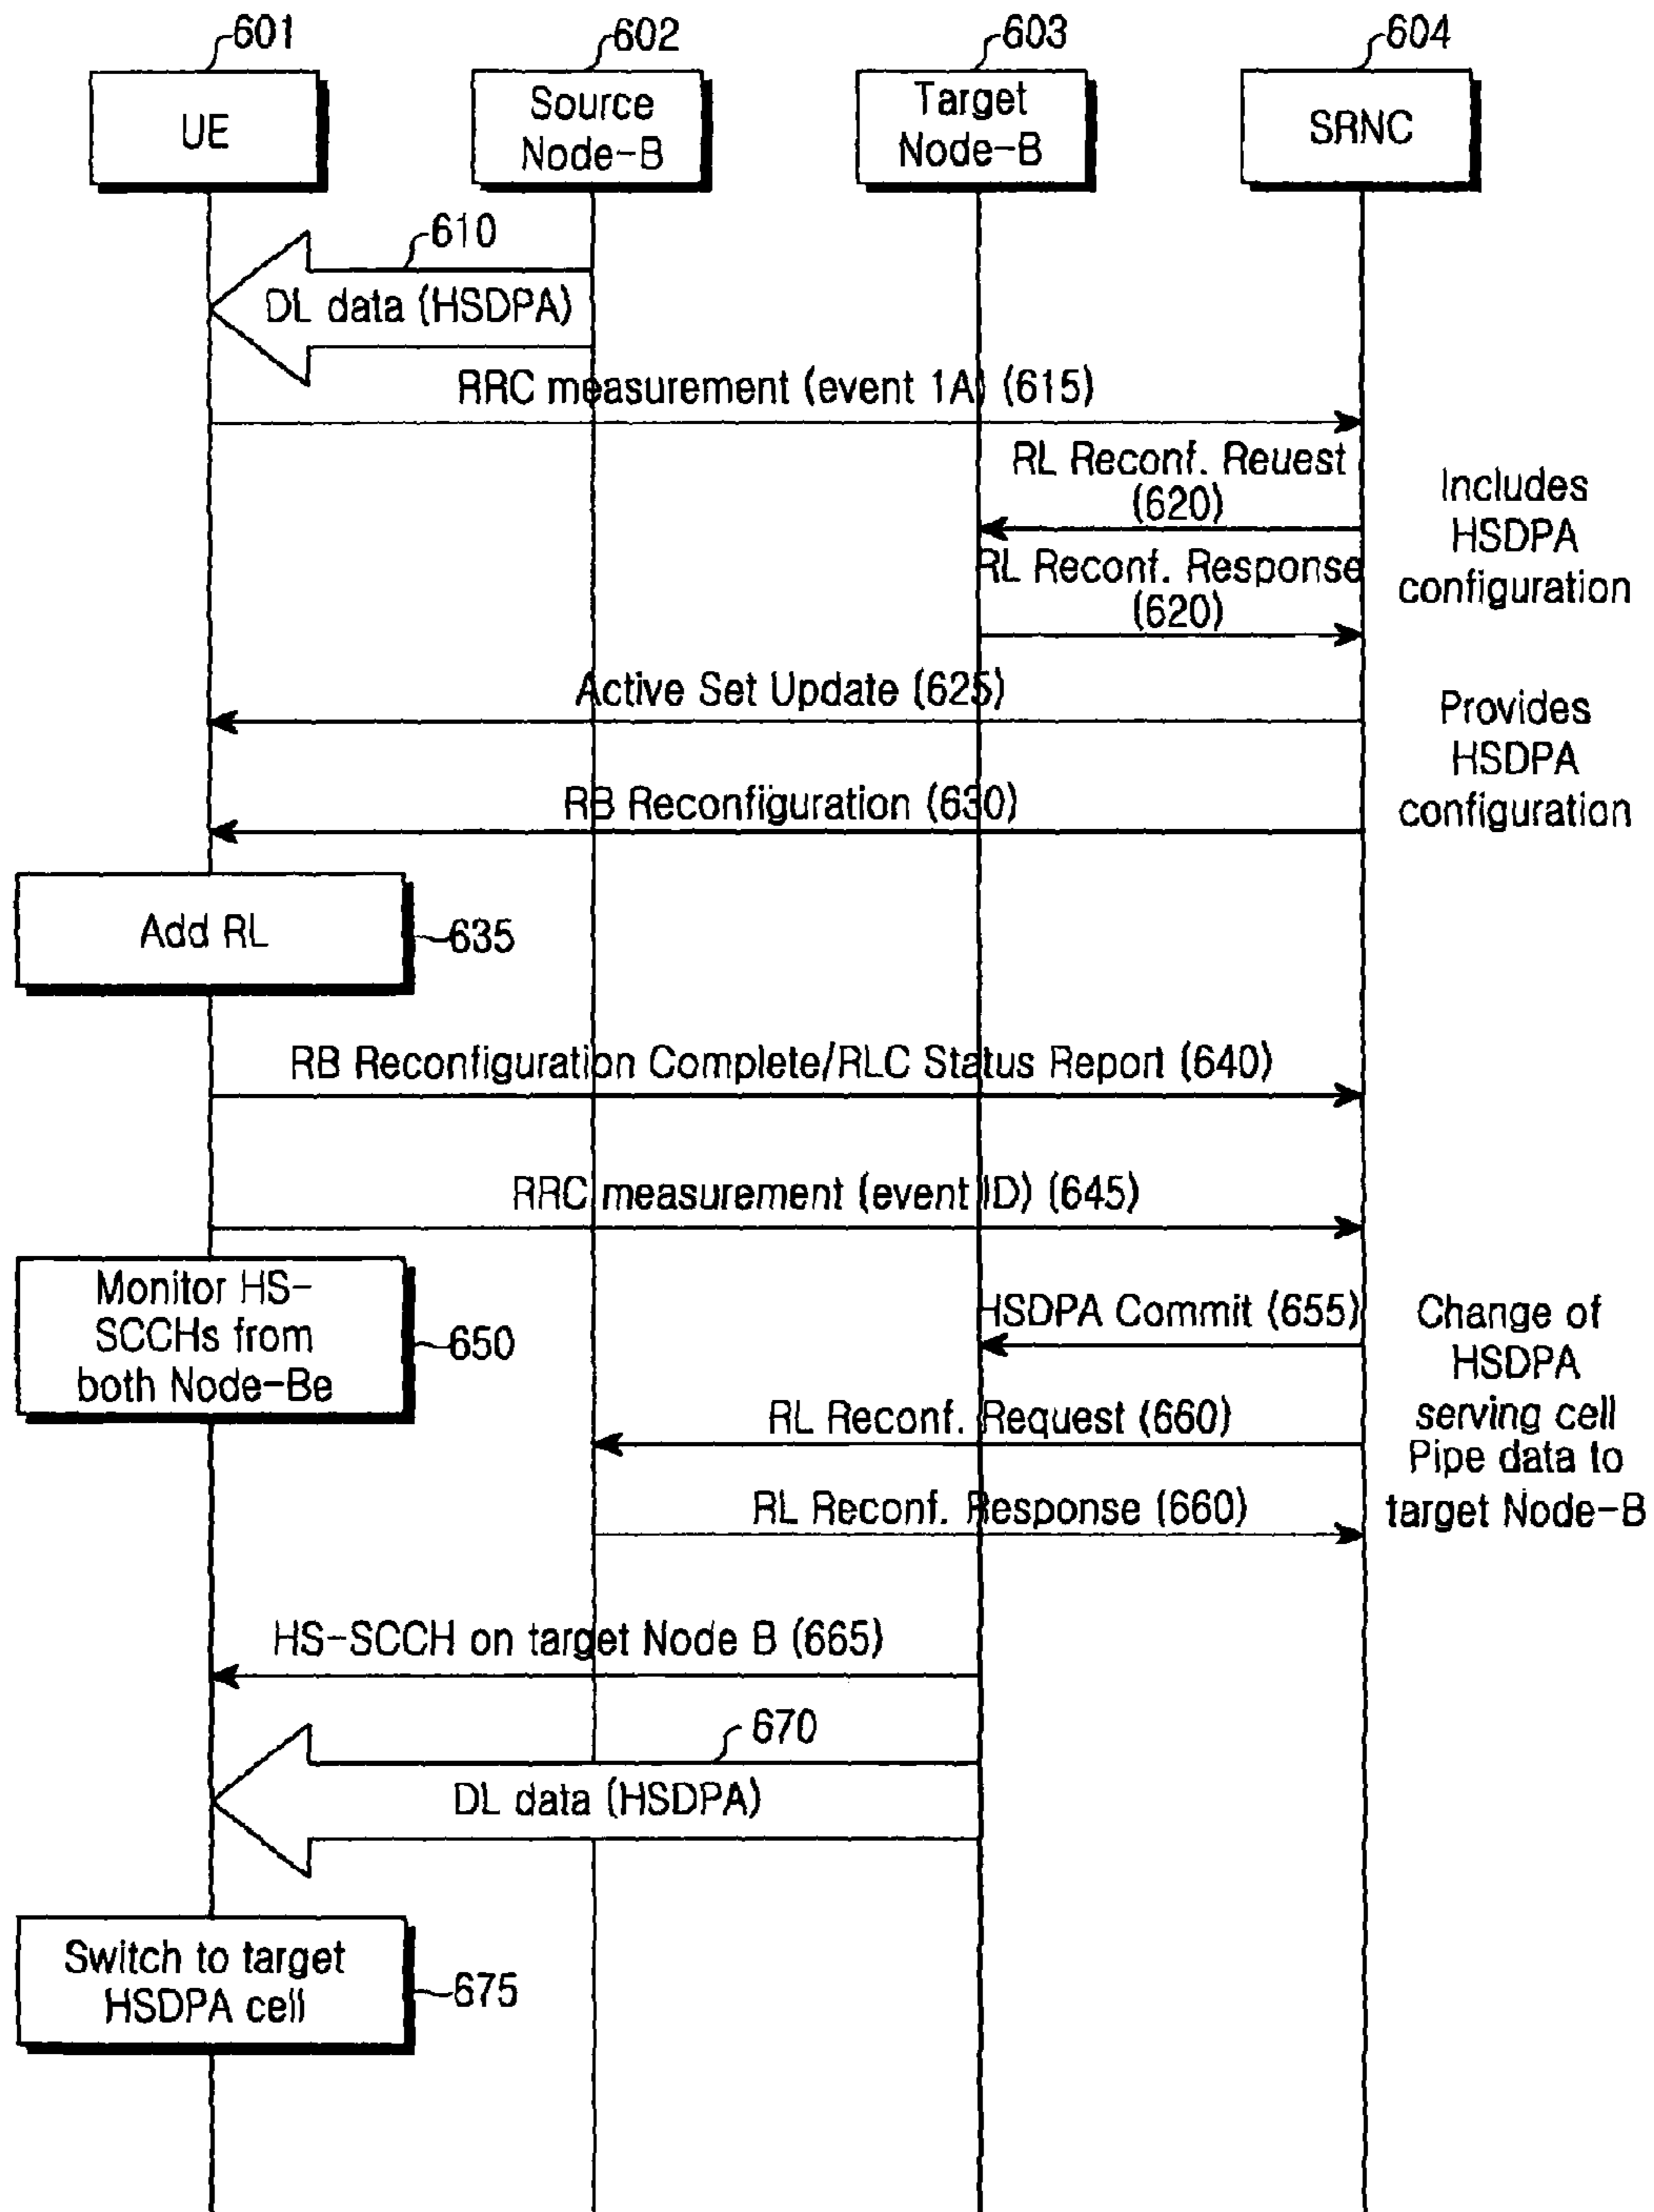 601
602
603
604
UE
Source
Node-B
Target
Node-B
SRNC
610
DL data (HSDPA)
RRC measurement (event 1A) (615)
RL Reconf. Reuest
(620)
Includes
HSDPA
configuration
RL Reconf. Response
(620)
Active Set Update (625)
Provides
HSDPA
configuration
RB Reconfiguration (630)
Add RL
635
RB Reconfiguration Complete/RLC Status Report (640)
RRC measurement (event ID) (645)
Monitor HS-
SCCHs from
both Node-Be
650
HSDPA Commit (655)
Change of
HSDPA
serving cell
Pipe data to
target Node-B
RL Reconf. Request (660)
RL Reconf. Response (660)
HS-SCCH on target Node B (665)
670
DL data (HSDPA)
Switch to target
HSDPA cell
675